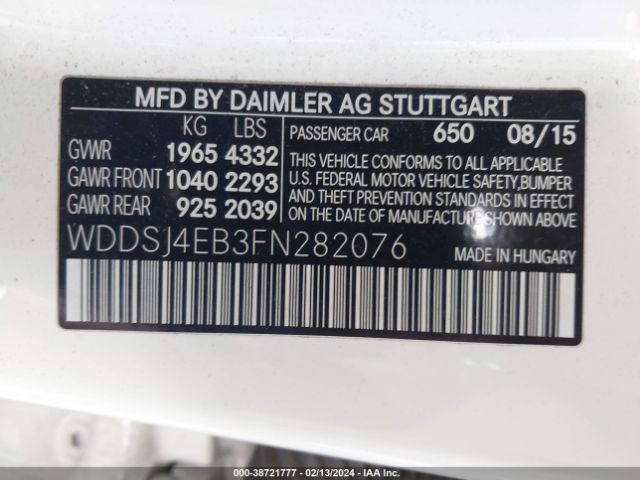 MFD BY DAIMLER AG STUTTGART
KG LBS
GVWR 1965 4332
GAWR FRONT 1040 2293
GAWR REAR 925 2039
PASSENGER CAR 650 08/15
THIS VEHICLE CONFORMS TO ALL APPLICABLE
U.S. FEDERAL MOTOR VEHICLE SAFETY,BUMPER
AND THEFT PREVENTION STANDARDS IN EFFECT
ON THE DATE OF MANUFACTURE SHOWN ABOVE.
WDDSJ4EB3FN282076
MADE IN HUNGARY
000-38721777 - 02/13/2024 - IAA Inc.